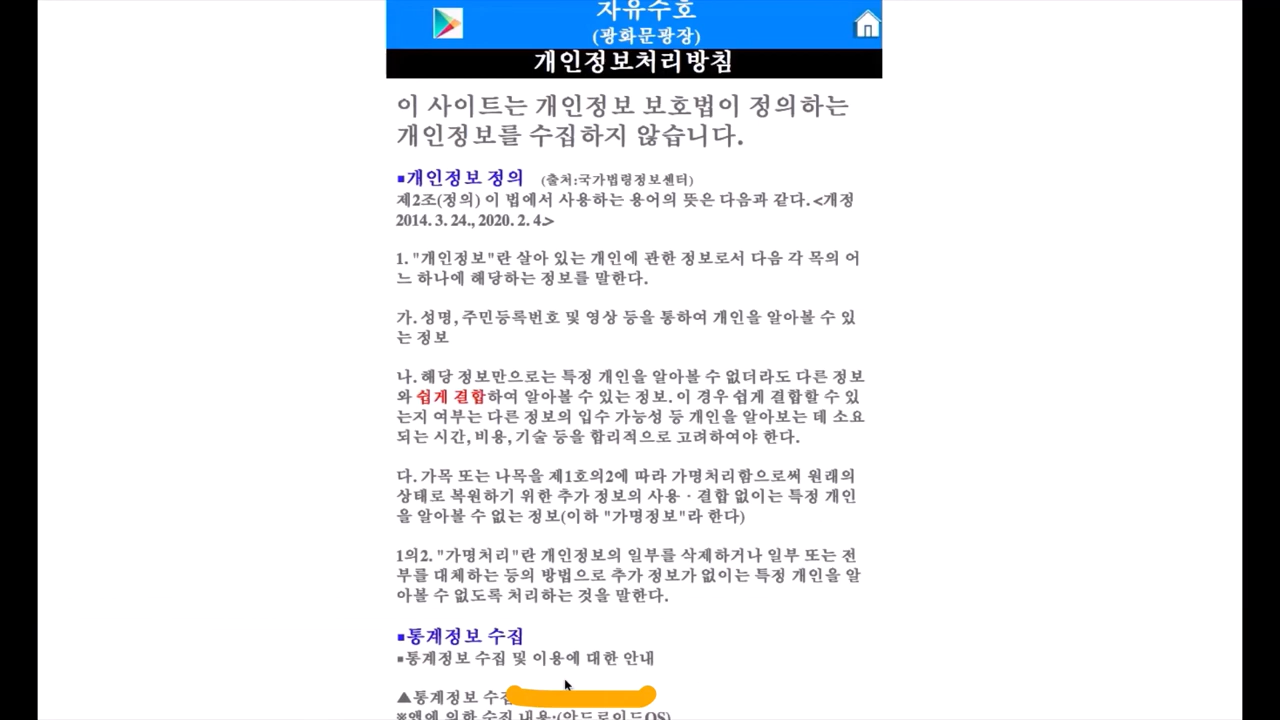 자유수호
(광화문광장)
개인정보처리방침
이 사이트는 개인정보 보호법이 정의하는
개인정보를 수집하지 않습니다.
■개인정보 정의 (출처:국가법령정보센터)
제2조(정의) 이 법에서 사용하는 용어의 뜻은 다음과 같다. <개정
2014. 3. 24., 2020. 2. 4.>
1. "개인정보"란 살아 있는 개인에 관한 정보로서 다음 각 목의 어
느 하나에 해당하는 정보를 말한다.
가. 성명, 주민등록번호 및 영상 등을 통하여 개인을 알아볼 수 있
는 정보
나. 해당 정보만으로는 특정 개인을 알아볼 수 없더라도 다른 정보
와 쉽게 결합하여 알아볼 수 있는 정보. 이 경우 쉽게 결합할 수 있
는지 여부는 다른 정보의 입수 가능성 등 개인을 알아보는 데 소요
되는 시간, 비용, 기술 등을 합리적으로 고려하여야 한다.
다. 가목 또는 나목을 제1호의2에 따라 가명처리함으로써 원래의
상태로 복원하기 위한 추가 정보의 사용ㆍ결합 없이는 특정 개인
을 알아볼 수 없는 정보(이하 "가명정보"라 한다)
1의2. "가명처리"란 개인정보의 일부를 삭제하거나 일부 또는 전
부를 대체하는 등의 방법으로 추가 정보가 없이는 특정 개인을 알
아볼 수 없도록 처리하는 것을 말한다.
■통계정보 수집
■통계정보 수집 및 이용에 대한 안내
▲통계정보 수집
※앱에 의한 수집 내용:(안드로이드OS)